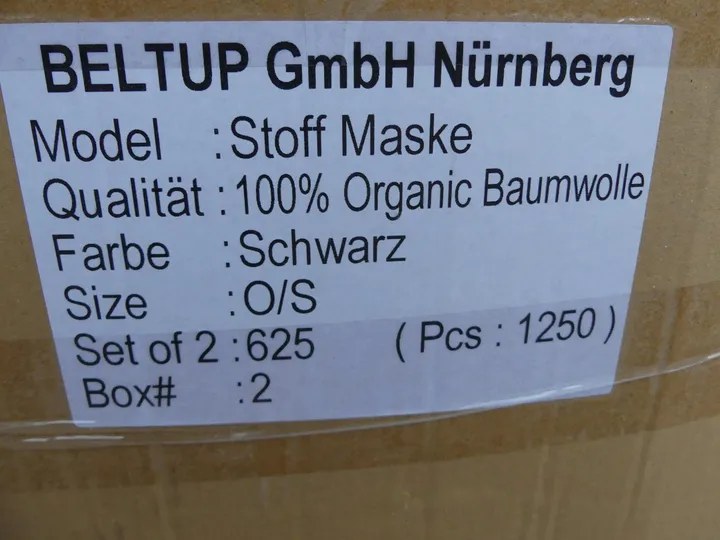 BELTUP GmbH Nürnberg
Model :Stoff Maske
Qualität :100% Organic Baumwolle
Farbe :Schwarz
Size :O/S
Set of 2 :625 ( Pcs : 1250 )
Box# :2